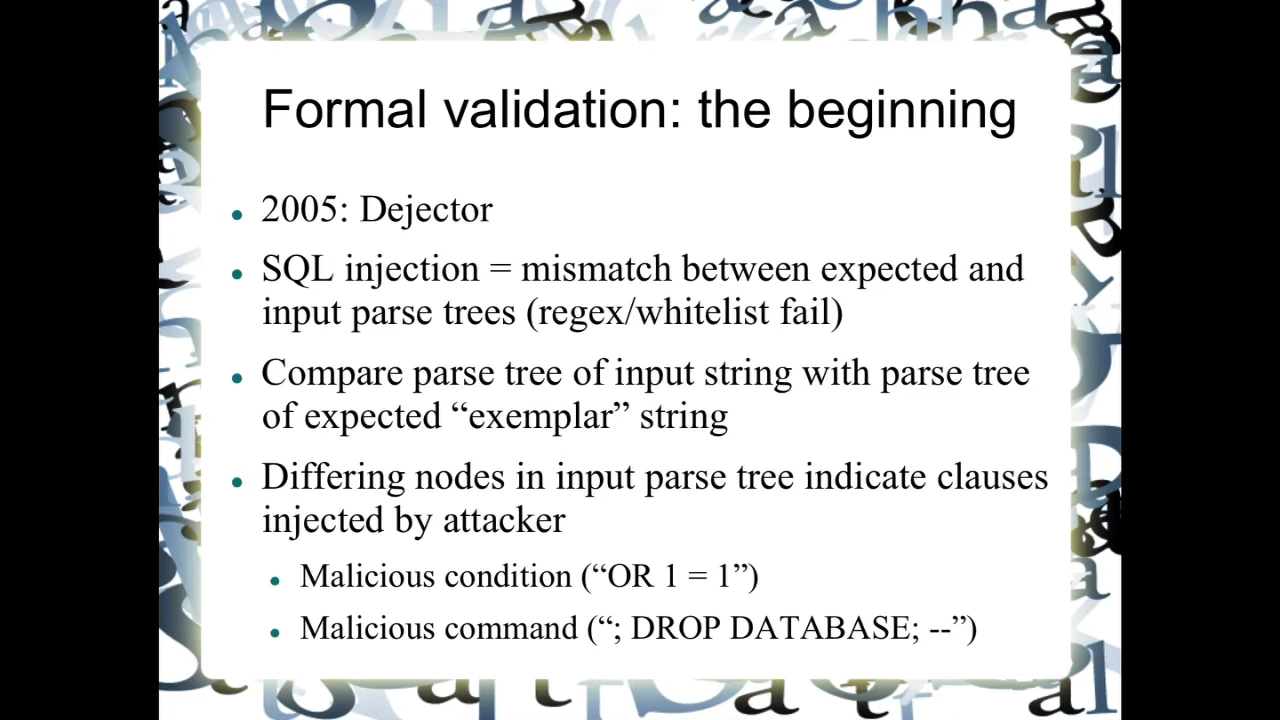 Formal validation: the beginning
2005: Dejector
SQL injection = mismatch between expected and
input parse trees (regex/whitelist fail)
Compare parse tree of input string with parse tree
of expected “exemplar” string
Differing nodes in input parse tree indicate clauses
injected by attacker
Malicious condition (“OR 1 = 1”)
Malicious command (“; DROP DATABASE; --”)